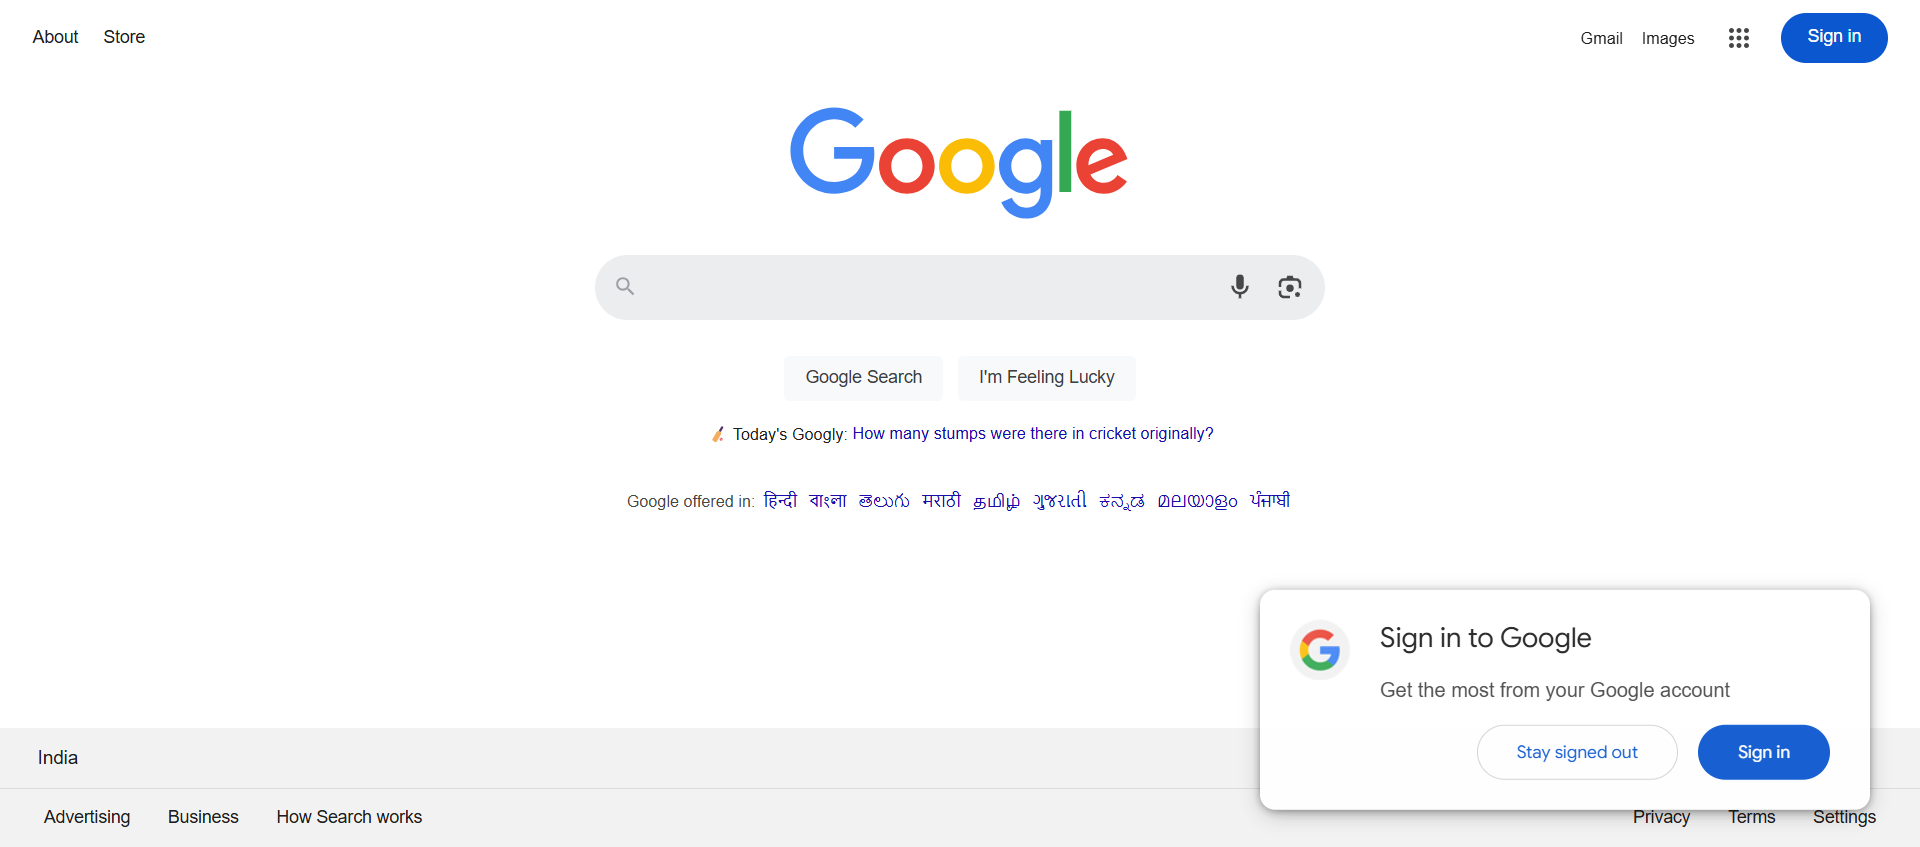 About Store
Gmail Images Sign in
Google
Google Search I'm Feeling Lucky
Today's Googly: How many stumps were there in cricket originally?
Google offered in: हिन्दी বাংলা తెలుగు मराठी தமிழ் ગુજરાતી ಕನ್ನಡ മലയാളം ਪੰਜਾਬੀ
Sign in to Google
Get the most from your Google account
Stay signed out Sign in
India
Advertising Business How Search works
Privacy Terms Settings